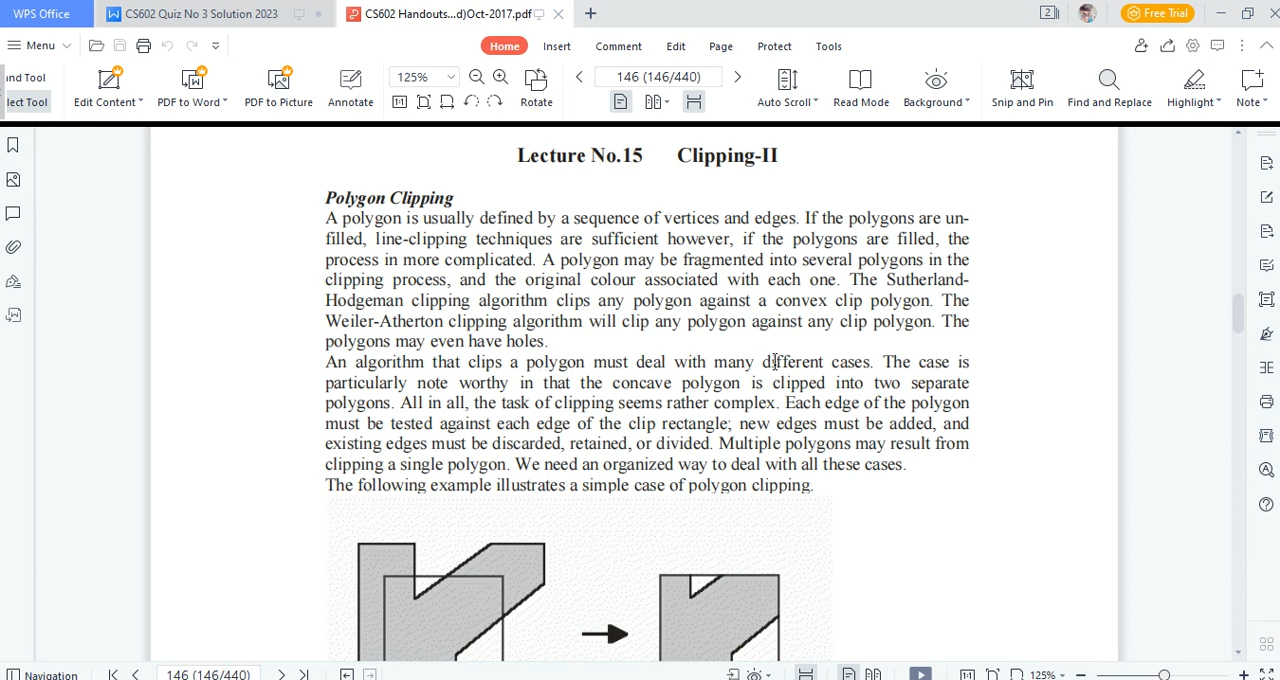 WPS Office
CS602 Quiz No 3 Solution 2023
CS602 Handouts...d)Oct-2017.pdf
2
Free Trial
Menu
Home
Insert
Comment
Edit
Page
Protect
Tools
and Tool
lect Tool
Edit Content
PDF to Word
PDF to Picture
Annotate
125%
Rotate
146 (146/440)
Auto Scroll
Read Mode
Background
Snip and Pin
Find and Replace
Highlight
Note
Lecture No.15 Clipping-II
Polygon Clipping
A polygon is usually defined by a sequence of vertices and edges. If the polygons are un-
filled, line-clipping techniques are sufficient however, if the polygons are filled, the
process in more complicated. A polygon may be fragmented into several polygons in the
clipping process, and the original colour associated with each one. The Sutherland-
Hodgeman clipping algorithm clips any polygon against a convex clip polygon. The
Weiler-Atherton clipping algorithm will clip any polygon against any clip polygon. The
polygons may even have holes.
An algorithm that clips a polygon must deal with many different cases. The case is
particularly note worthy in that the concave polygon is clipped into two separate
polygons. All in all, the task of clipping seems rather complex. Each edge of the polygon
must be tested against each edge of the clip rectangle; new edges must be added, and
existing edges must be discarded, retained, or divided. Multiple polygons may result from
clipping a single polygon. We need an organized way to deal with all these cases.
The following example illustrates a simple case of polygon clipping.
Navigation
146 (146/440)
125%